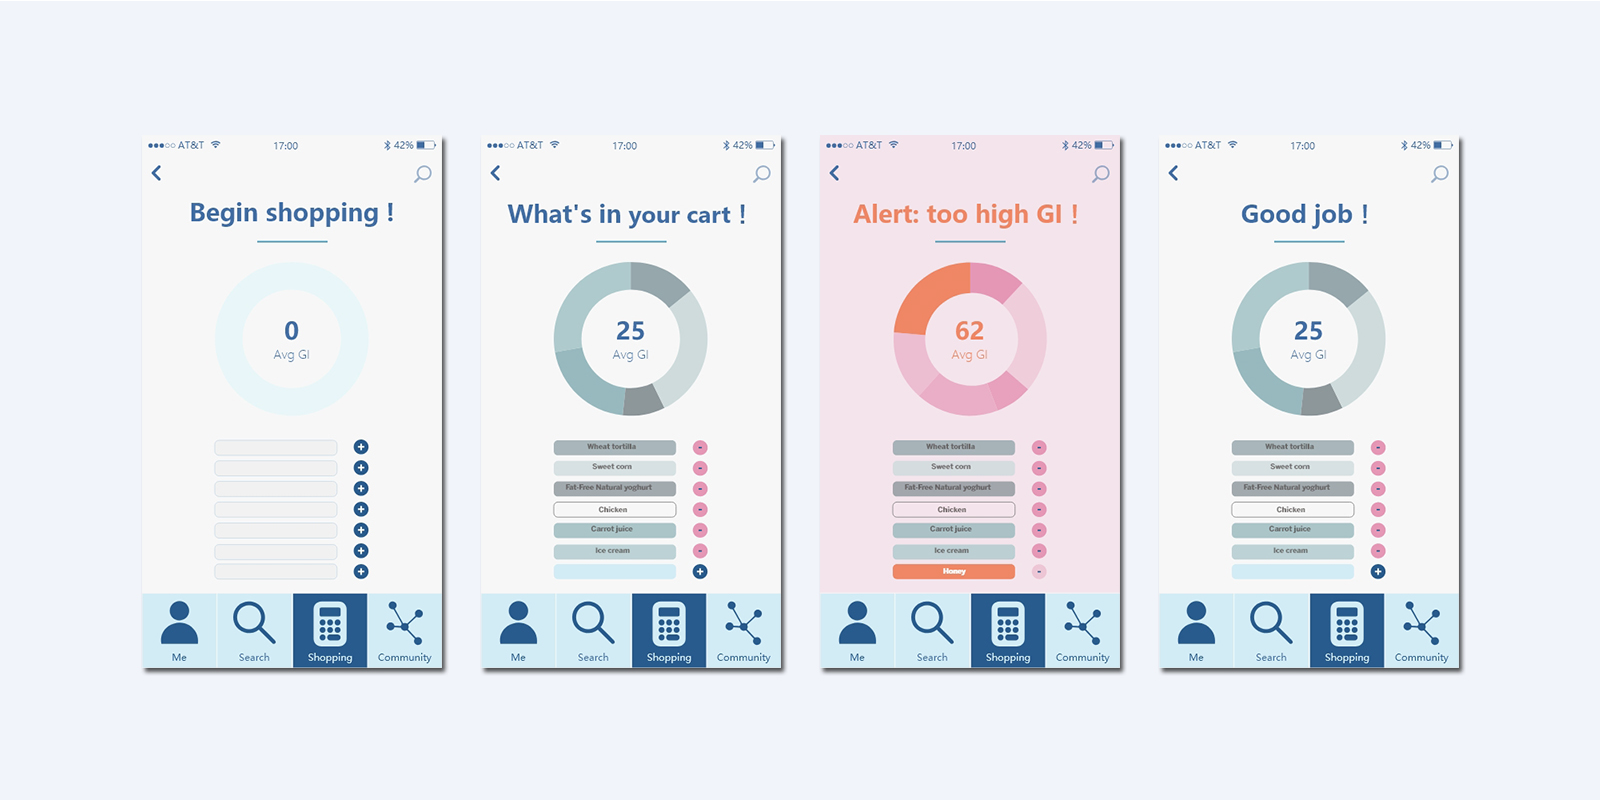 AT&T 17:00 42%
Begin shopping !
0
Avg GI
+
+
+
+
+
+
+
Me Search Shopping Community
AT&T 17:00 42%
What's in your cart !
25
Avg GI
Wheat tortilla -
Sweet corn -
Fat-Free Natural yoghurt -
Chicken -
Carrot juice -
Ice cream -
+
Me Search Shopping Community
AT&T 17:00 42%
Alert: too high GI !
62
Avg GI
Wheat tortilla -
Sweet corn -
Fat-Free Natural yoghurt -
Chicken -
Carrot juice -
Ice cream -
Honey -
Me Search Shopping Community
AT&T 17:00 42%
Good job !
25
Avg GI
Wheat tortilla -
Sweet corn -
Fat-Free Natural yoghurt -
Chicken -
Carrot juice -
Ice cream -
+
Me Search Shopping Community